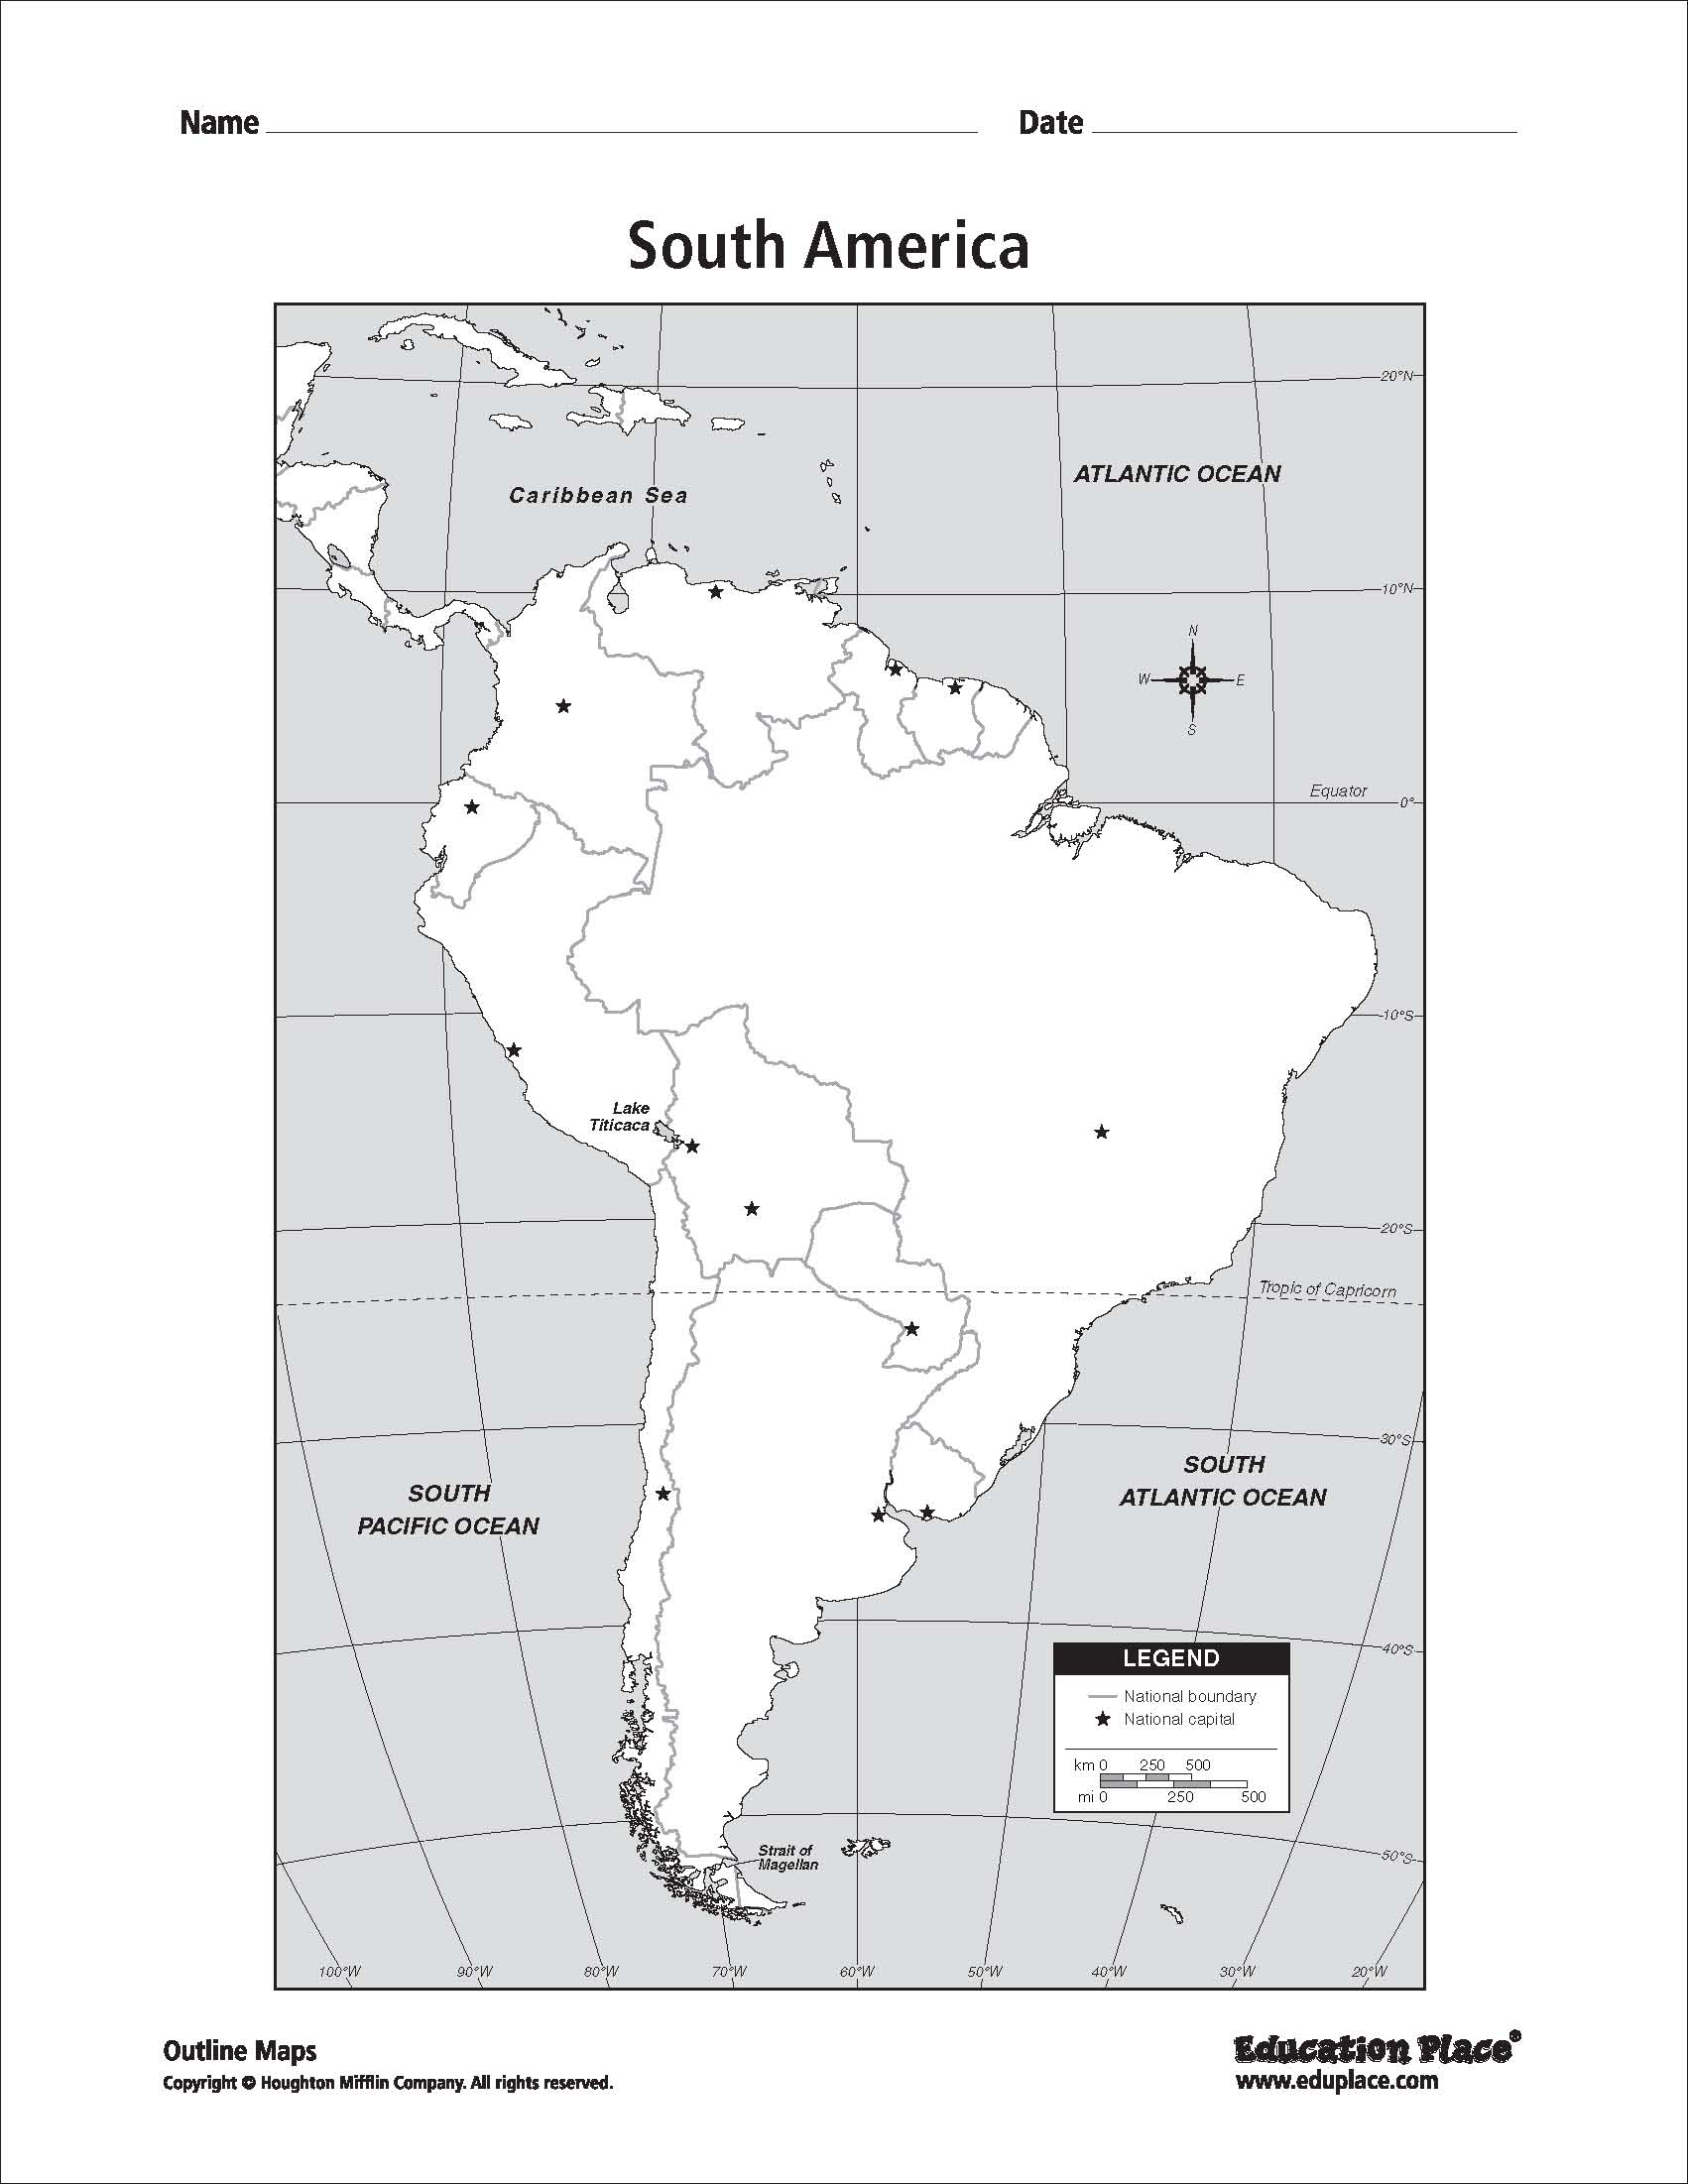 Name Date
South America
20°N
ATLANTIC OCEAN
Caribbean Sea
10°N
N
W E
S
Equator
0°
10°S
Lake
Titicaca
20°S
Tropic of Capricorn
30°S
SOUTH
ATLANTIC OCEAN
SOUTH
PACIFIC OCEAN
40°S
LEGEND
National boundary
National capital
km 0 250 500
mi 0 250 500
Strait of
Magellan
50°S
100°W 90°W 80°W 70°W 60°W 50°W 40°W 30°W 20°W
Outline Maps
Copyright © Houghton Mifflin Company. All rights reserved.
Education Place®
www.eduplace.com